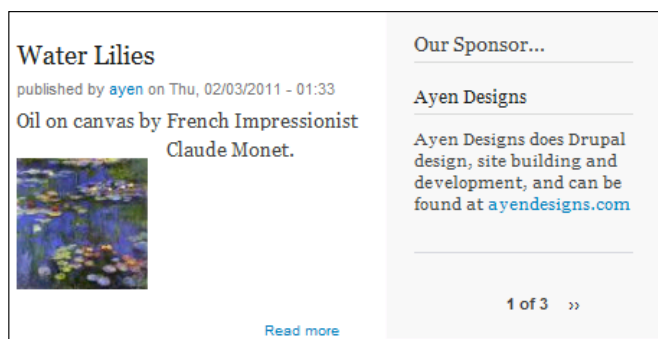 Water Lilies
published by ayen on Thu, 02/03/2011 - 01:33
Oil on canvas by French Impressionist
Claude Monet.
Read more
Our Sponsor...
Ayen Designs
Ayen Designs does Drupal
design, site building and
development, and can be
found at ayendesigns.com
1 of 3 ››